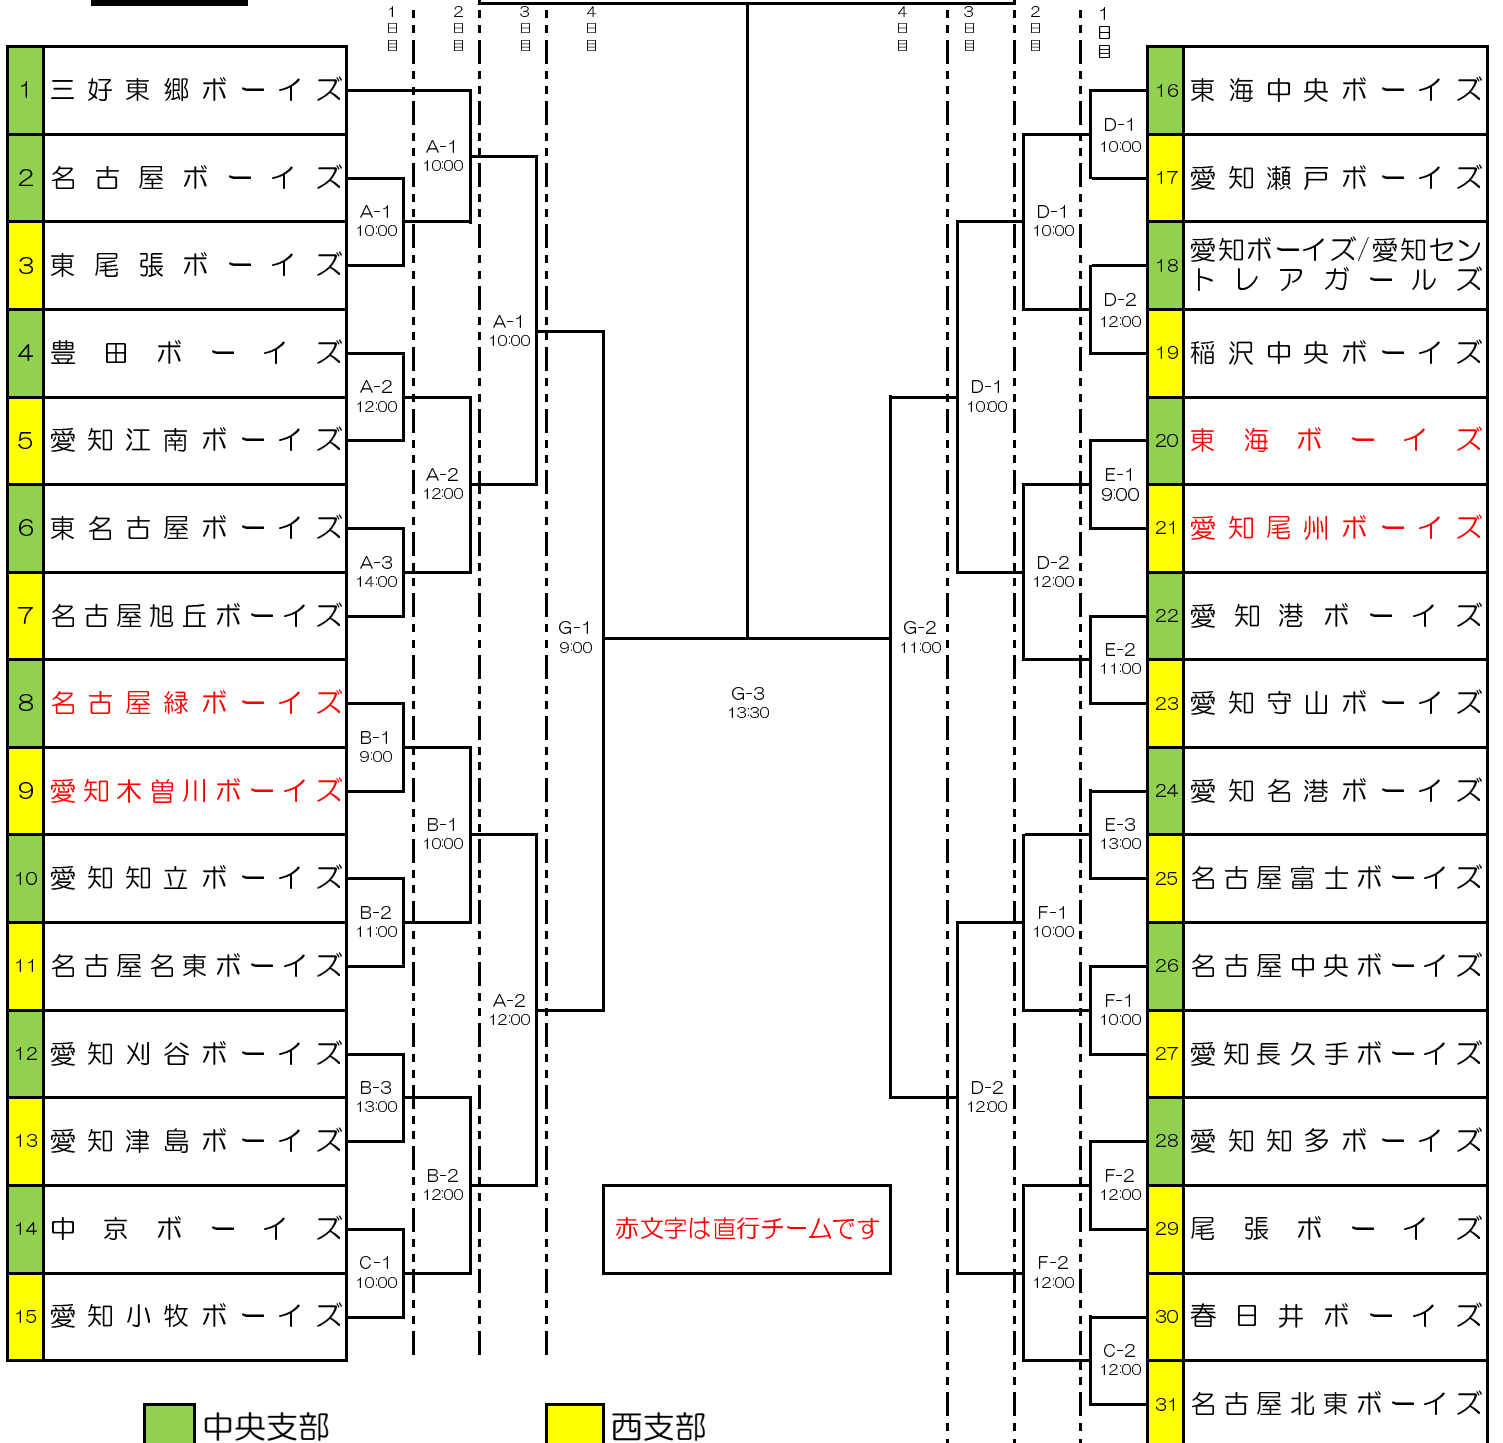 1日目
2日目
3日目
4日目
4日目
3日目
2日目
1日目
1 三好東郷ボーイズ
2 名古屋ボーイズ
3 東尾張ボーイズ
4 豊田ボーイズ
5 愛知江南ボーイズ
6 東名古屋ボーイズ
7 名古屋旭丘ボーイズ
8 名古屋緑ボーイズ
9 愛知木曽川ボーイズ
10 愛知知立ボーイズ
11 名古屋名東ボーイズ
12 愛知刈谷ボーイズ
13 愛知津島ボーイズ
14 中京ボーイズ
15 愛知小牧ボーイズ
A-1
10:00
A-2
12:00
A-3
14:00
B-1
9:00
B-2
11:00
B-3
13:00
C-1
10:00
A-1
10:00
A-2
12:00
B-1
10:00
B-2
12:00
A-1
10:00
A-2
12:00
G-1
9:00
G-3
13:30
赤文字は直行チームです
G-2
11:00
D-1
10:00
D-2
12:00
D-1
10:00
D-2
12:00
F-1
10:00
F-2
12:00
D-1
10:00
D-2
12:00
E-1
9:00
E-2
11:00
E-3
13:00
F-1
10:00
F-2
12:00
C-2
12:00
16 東海中央ボーイズ
17 愛知瀬戸ボーイズ
18 愛知ボーイズ/愛知セン
トレアガールズ
19 稲沢中央ボーイズ
20 東海ボーイズ
21 愛知尾州ボーイズ
22 愛知港ボーイズ
23 愛知守山ボーイズ
24 愛知名港ボーイズ
25 名古屋富士ボーイズ
26 名古屋中央ボーイズ
27 愛知長久手ボーイズ
28 愛知知多ボーイズ
29 尾張ボーイズ
30 春日井ボーイズ
31 名古屋北東ボーイズ
中央支部
西支部